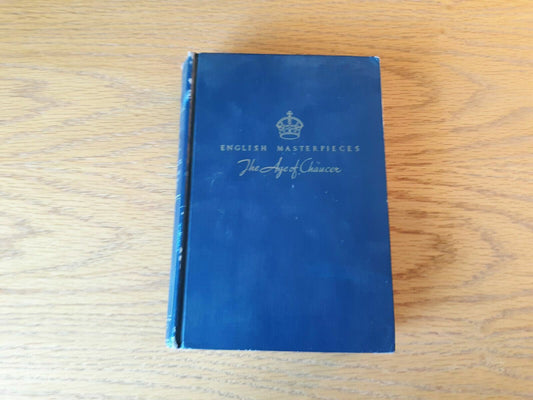 ENGLISH MASTERPIECES
The Age of Chaucer